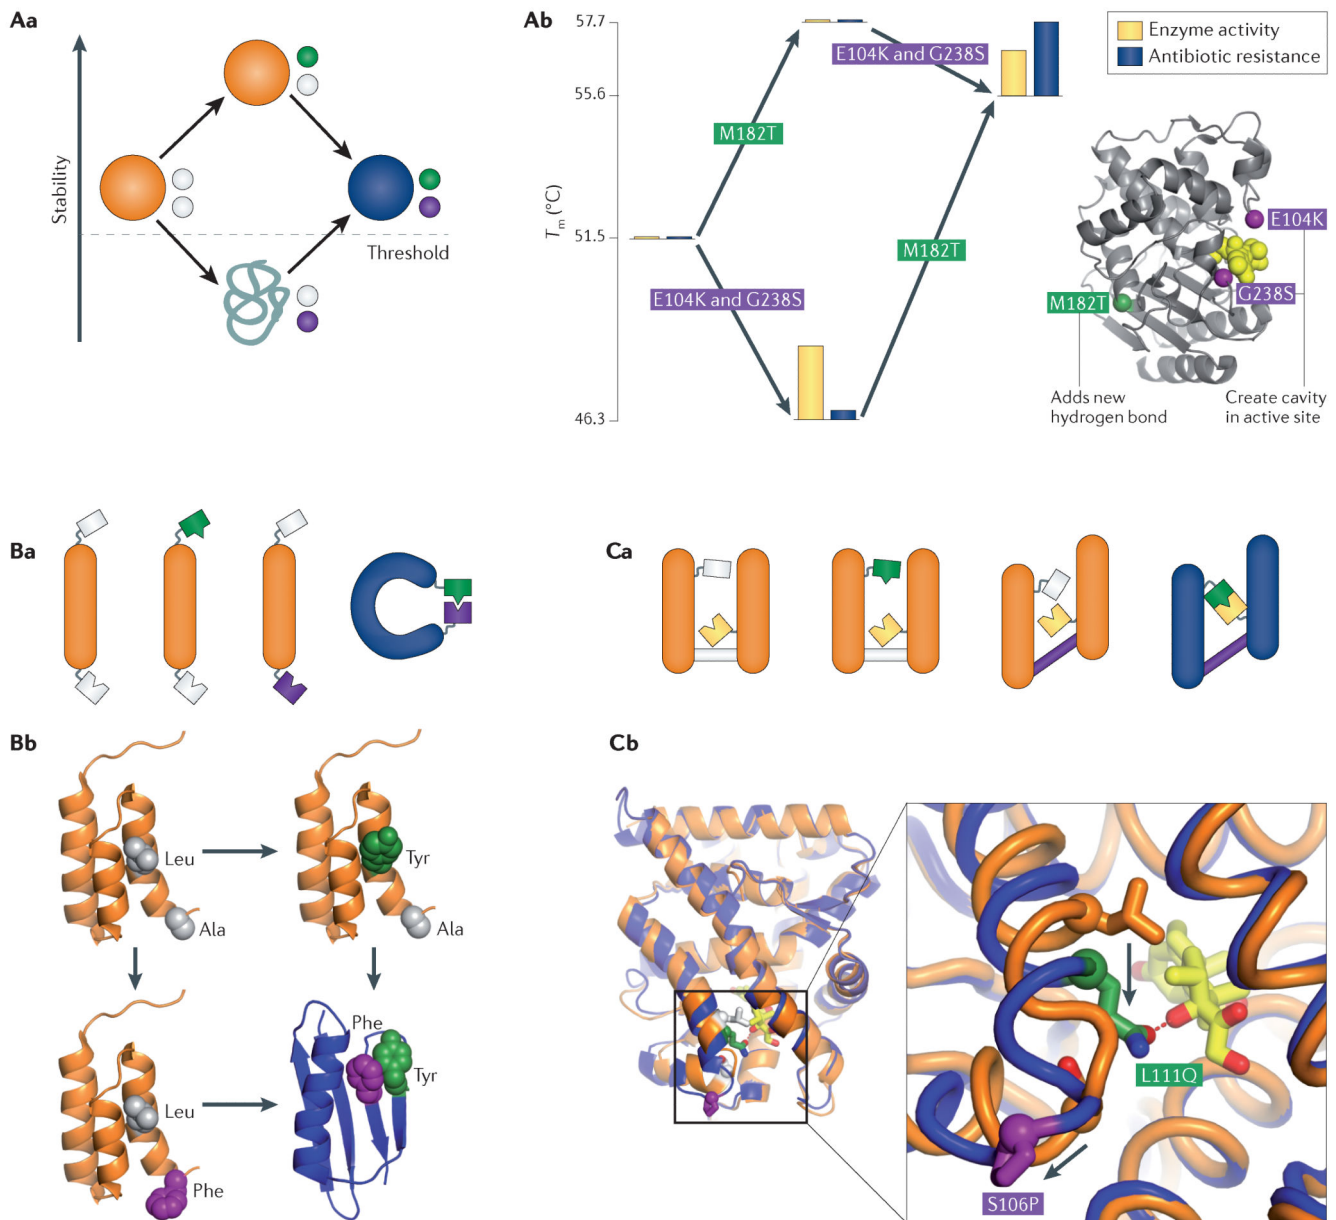 Aa
Stability
Threshold
Ab
57.7
55.6
51.5
46.3
Tm (°C)
M182T
E104K and G238S
E104K and G238S
M182T
Enzyme activity
Antibiotic resistance
E104K
G238S
M182T
Adds new
hydrogen bond
Create cavity
in active site
Ba
Ca
Bb
Leu
Ala
Tyr
Ala
Leu
Phe
Phe
Tyr
Cb
L111Q
S106P